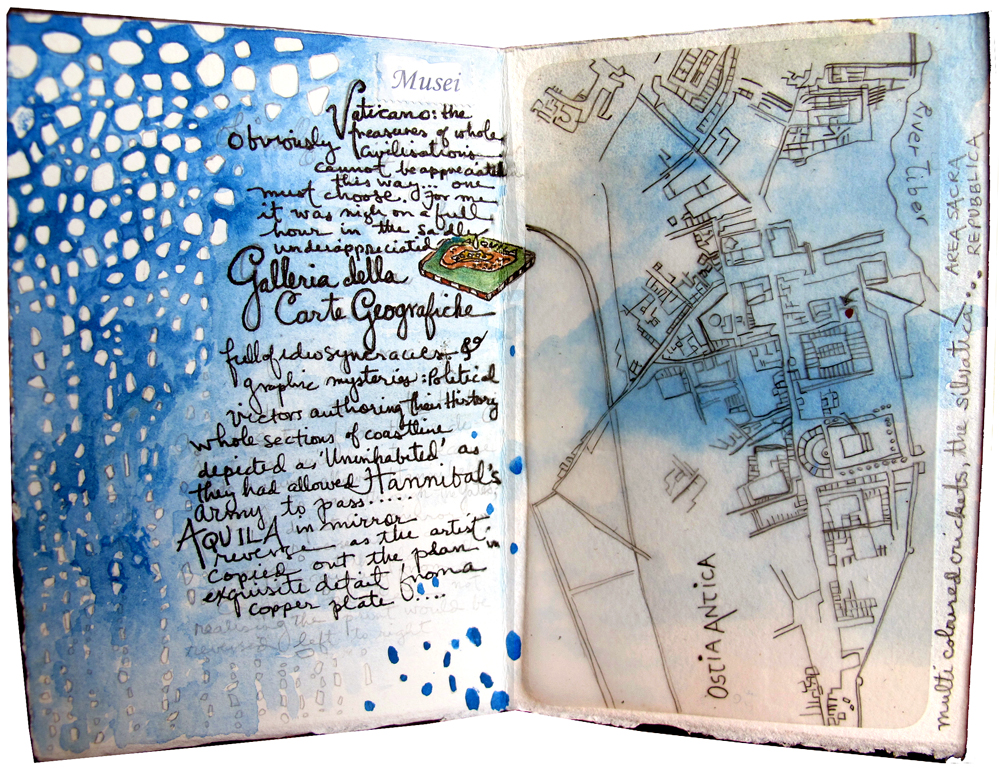 Musei
Vaticano: the
obviously treasures of whole
Civilisations
cannot be appreciated
this way... one
must choose. For me
it was nigh on a full
hour in the sadly
underappreciated
AQUILA
Galleria della
Carte Geografiche
full of idiosyncracies &
graphic mysteries: Political
Victors authoring their History
whole sections of coastline
depicted as 'Uninhabited' as
they had allowed Hannibal's
army to pass......
AQUILA in mirror
reverse as the artist
copied out the plan in
exquisite detail from a
copper plate.....
realising the print would be
reversed left to right
River Tiber
AREA SACRA
REPUBBLICA
OSTIA ANTICA
multi coloured crickets, the silvatica...